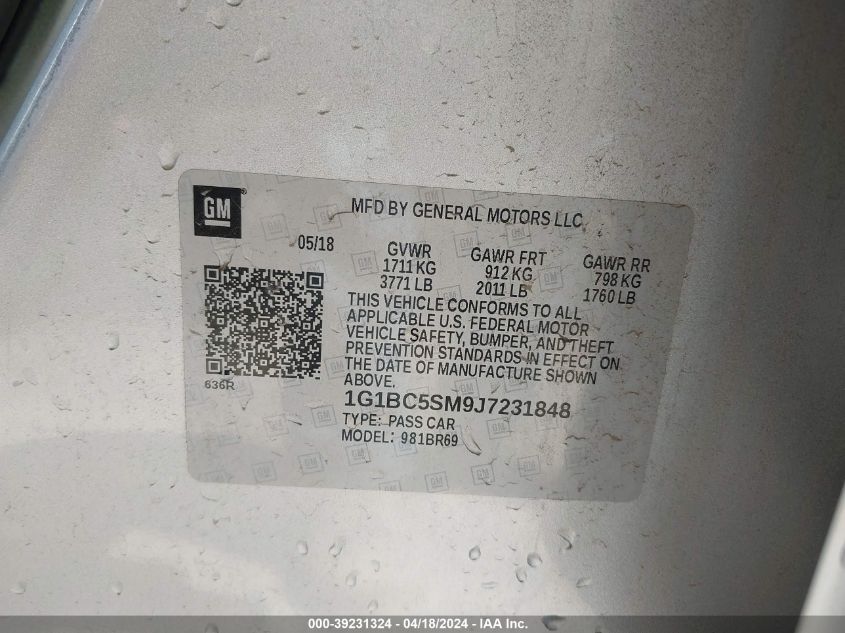 GM ®
MFD BY GENERAL MOTORS LLC
05/18 GVWR GAWR FRT GAWR RR
1711 KG 912 KG 798 KG
3771 LB 2011 LB 1760 LB
THIS VEHICLE CONFORMS TO ALL
APPLICABLE U.S. FEDERAL MOTOR
VEHICLE SAFETY, BUMPER, AND THEFT
PREVENTION STANDARDS IN EFFECT ON
THE DATE OF MANUFACTURE SHOWN
ABOVE.
636R
1G1BC5SM9J7231848
TYPE: PASS CAR
MODEL: 981BR69
000-39231324 - 04/18/2024 - IAA Inc.